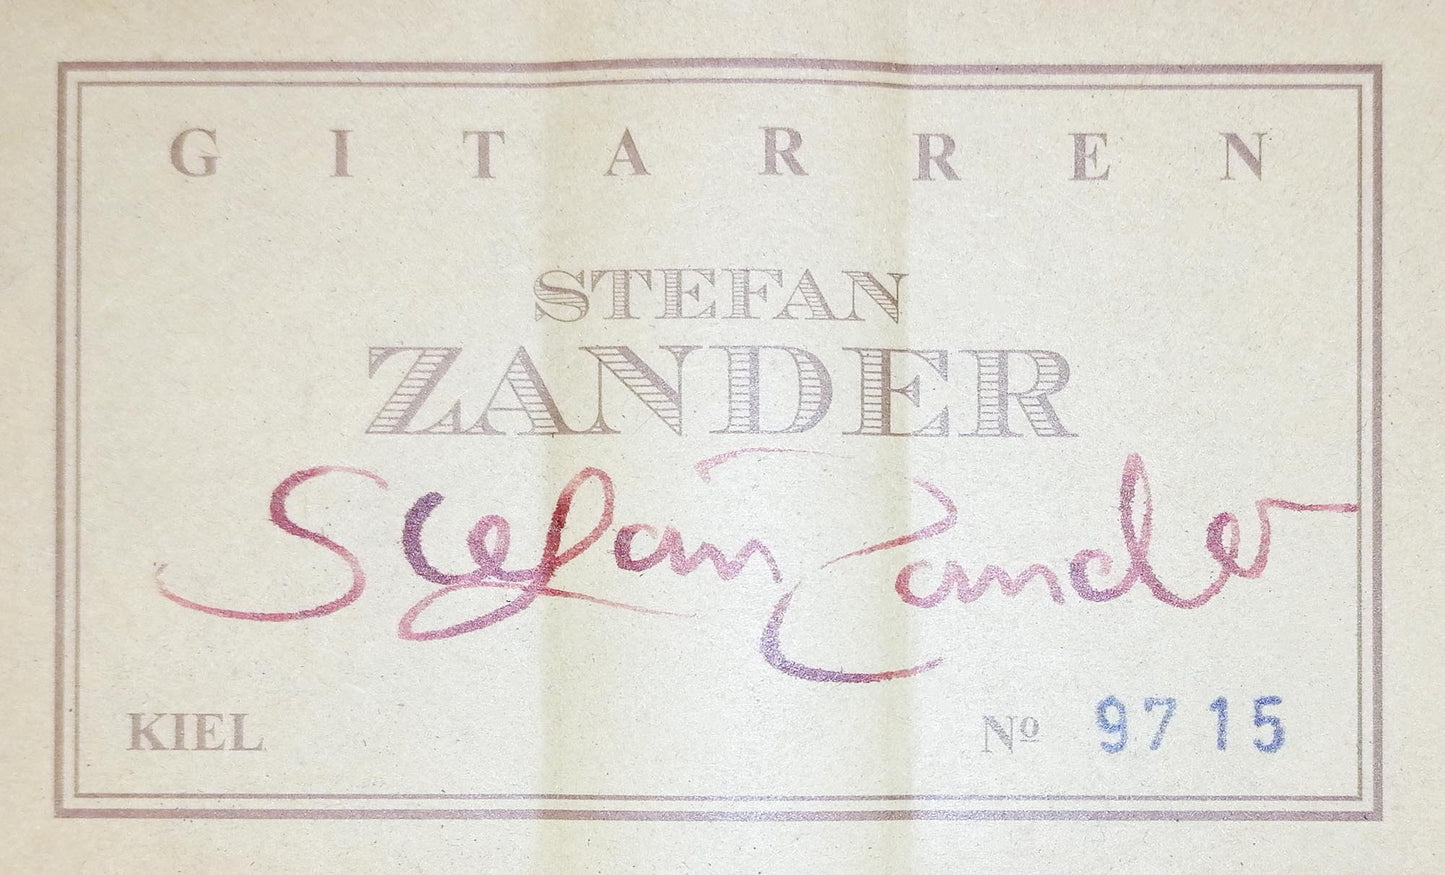 GITARREN
STEFAN
ZANDER
Stefan Zander
KIEL Nº 9715